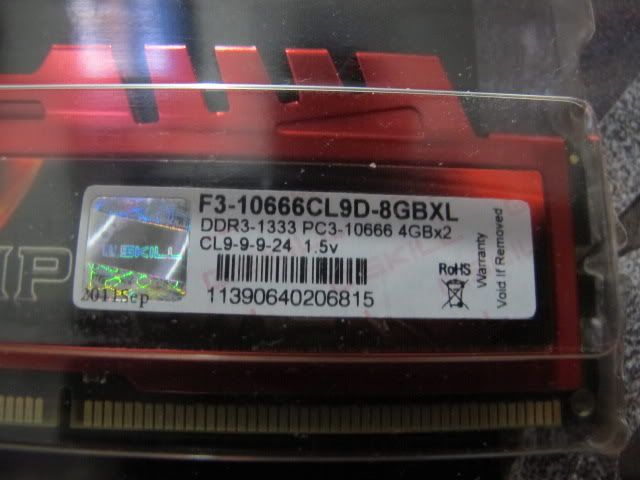 F3-10666CL9D-8GBXL
DDR3-1333 PC3-10666 4GBx2
CL9-9-9-24 1.5v
11390640206815
SKILL
2011Sep
RoHS
Warranty
Void If Removed